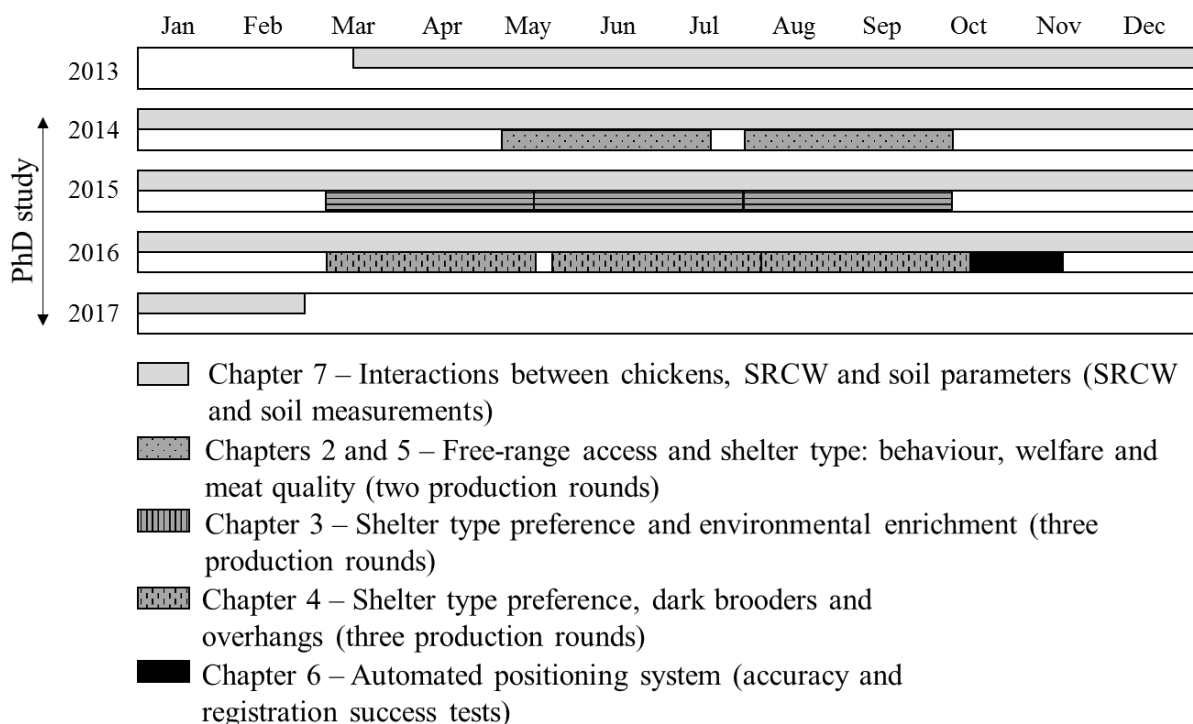 Jan Feb Mar Apr May Jun Jul Aug Sep Oct Nov Dec
2013
PhD study
2014
2015
2016
2017
Chapter 7 – Interactions between chickens, SRCW and soil parameters (SRCW
and soil measurements)
Chapters 2 and 5 – Free-range access and shelter type: behaviour, welfare and
meat quality (two production rounds)
Chapter 3 – Shelter type preference and environmental enrichment (three
production rounds)
Chapter 4 – Shelter type preference, dark brooders and
overhangs (three production rounds)
Chapter 6 – Automated positioning system (accuracy and
registration success tests)